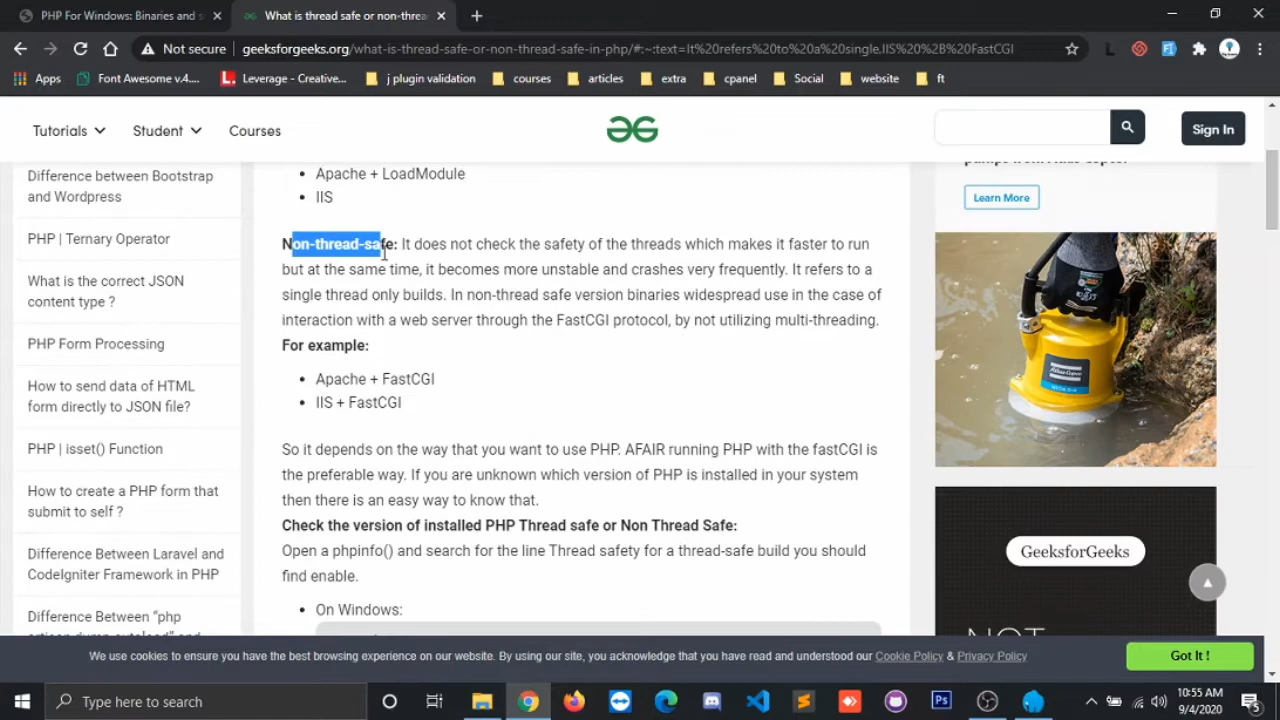 PHP For Windows: Binaries and s
What is thread safe or non-threa
Not secure
geeksforgeeks.org/what-is-thread-safe-or-non-thread-safe-in-php/#:~:text=It%20refers%20to%20a%20single,IIS%20%2B%20FastCGI
Apps
Font Awesome v.4....
Leverage - Creative...
j plugin validation
courses
articles
extra
cpanel
Social
website
ft
Tutorials
Student
Courses
Sign In
Difference between Bootstrap
and Wordpress
PHP | Ternary Operator
What is the correct JSON
content type ?
PHP Form Processing
How to send data of HTML
form directly to JSON file?
PHP | isset() Function
How to create a PHP form that
submit to self ?
Difference Between Laravel and
CodeIgniter Framework in PHP
Difference Between “php
Apache + LoadModule
IIS
Non-thread-safe: It does not check the safety of the threads which makes it faster to run
but at the same time, it becomes more unstable and crashes very frequently. It refers to a
single thread only builds. In non-thread safe version binaries widespread use in the case of
interaction with a web server through the FastCGI protocol, by not utilizing multi-threading.
For example:
Apache + FastCGI
IIS + FastCGI
So it depends on the way that you want to use PHP. AFAIR running PHP with the fastCGI is
the preferable way. If you are unknown which version of PHP is installed in your system
then there is an easy way to know that.
Check the version of installed PHP Thread safe or Non Thread Safe:
Open a phpinfo() and search for the line Thread safety for a thread-safe build you should
find enable.
On Windows:
Learn More
GeeksforGeeks
NOT
We use cookies to ensure you have the best browsing experience on our website. By using our site, you acknowledge that you have read and understood our Cookie Policy & Privacy Policy
Got It !
Type here to search
10:55 AM
9/4/2020